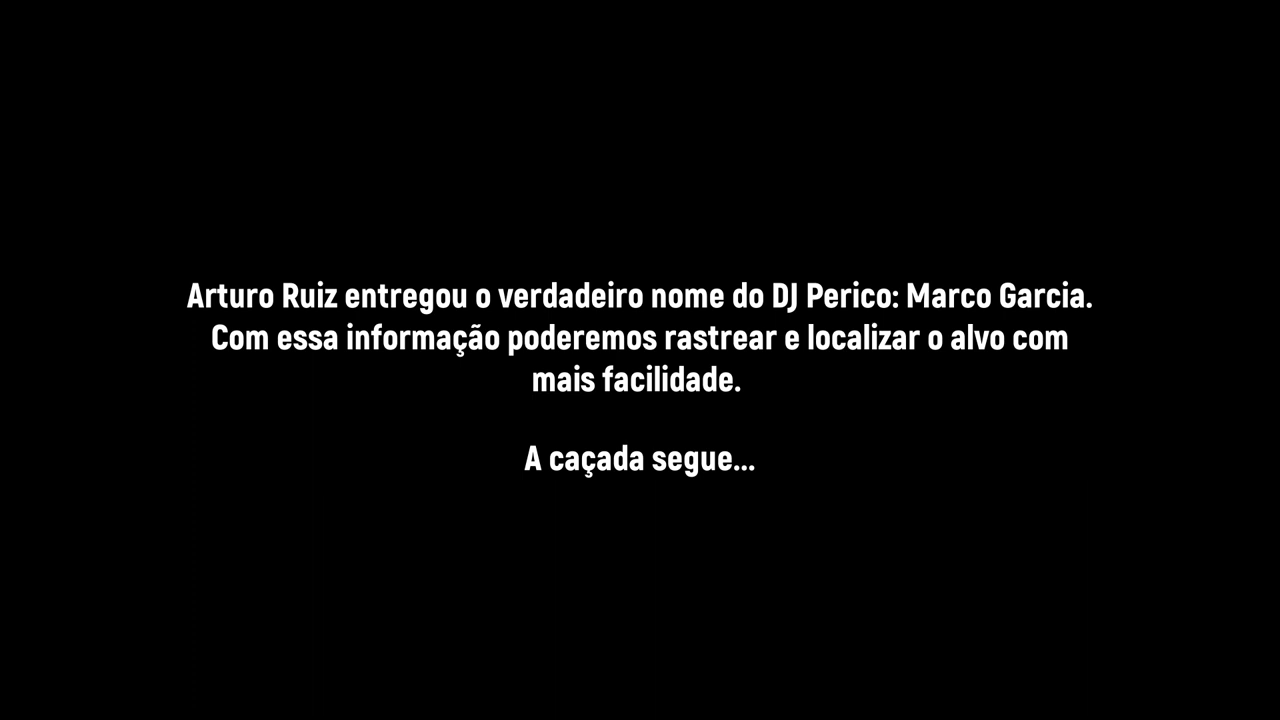 Arturo Ruiz entregou o verdadeiro nome do DJ Perico: Marco Garcia.
Com essa informação poderemos rastrear e localizar o alvo com
mais facilidade.
A caçada segue...